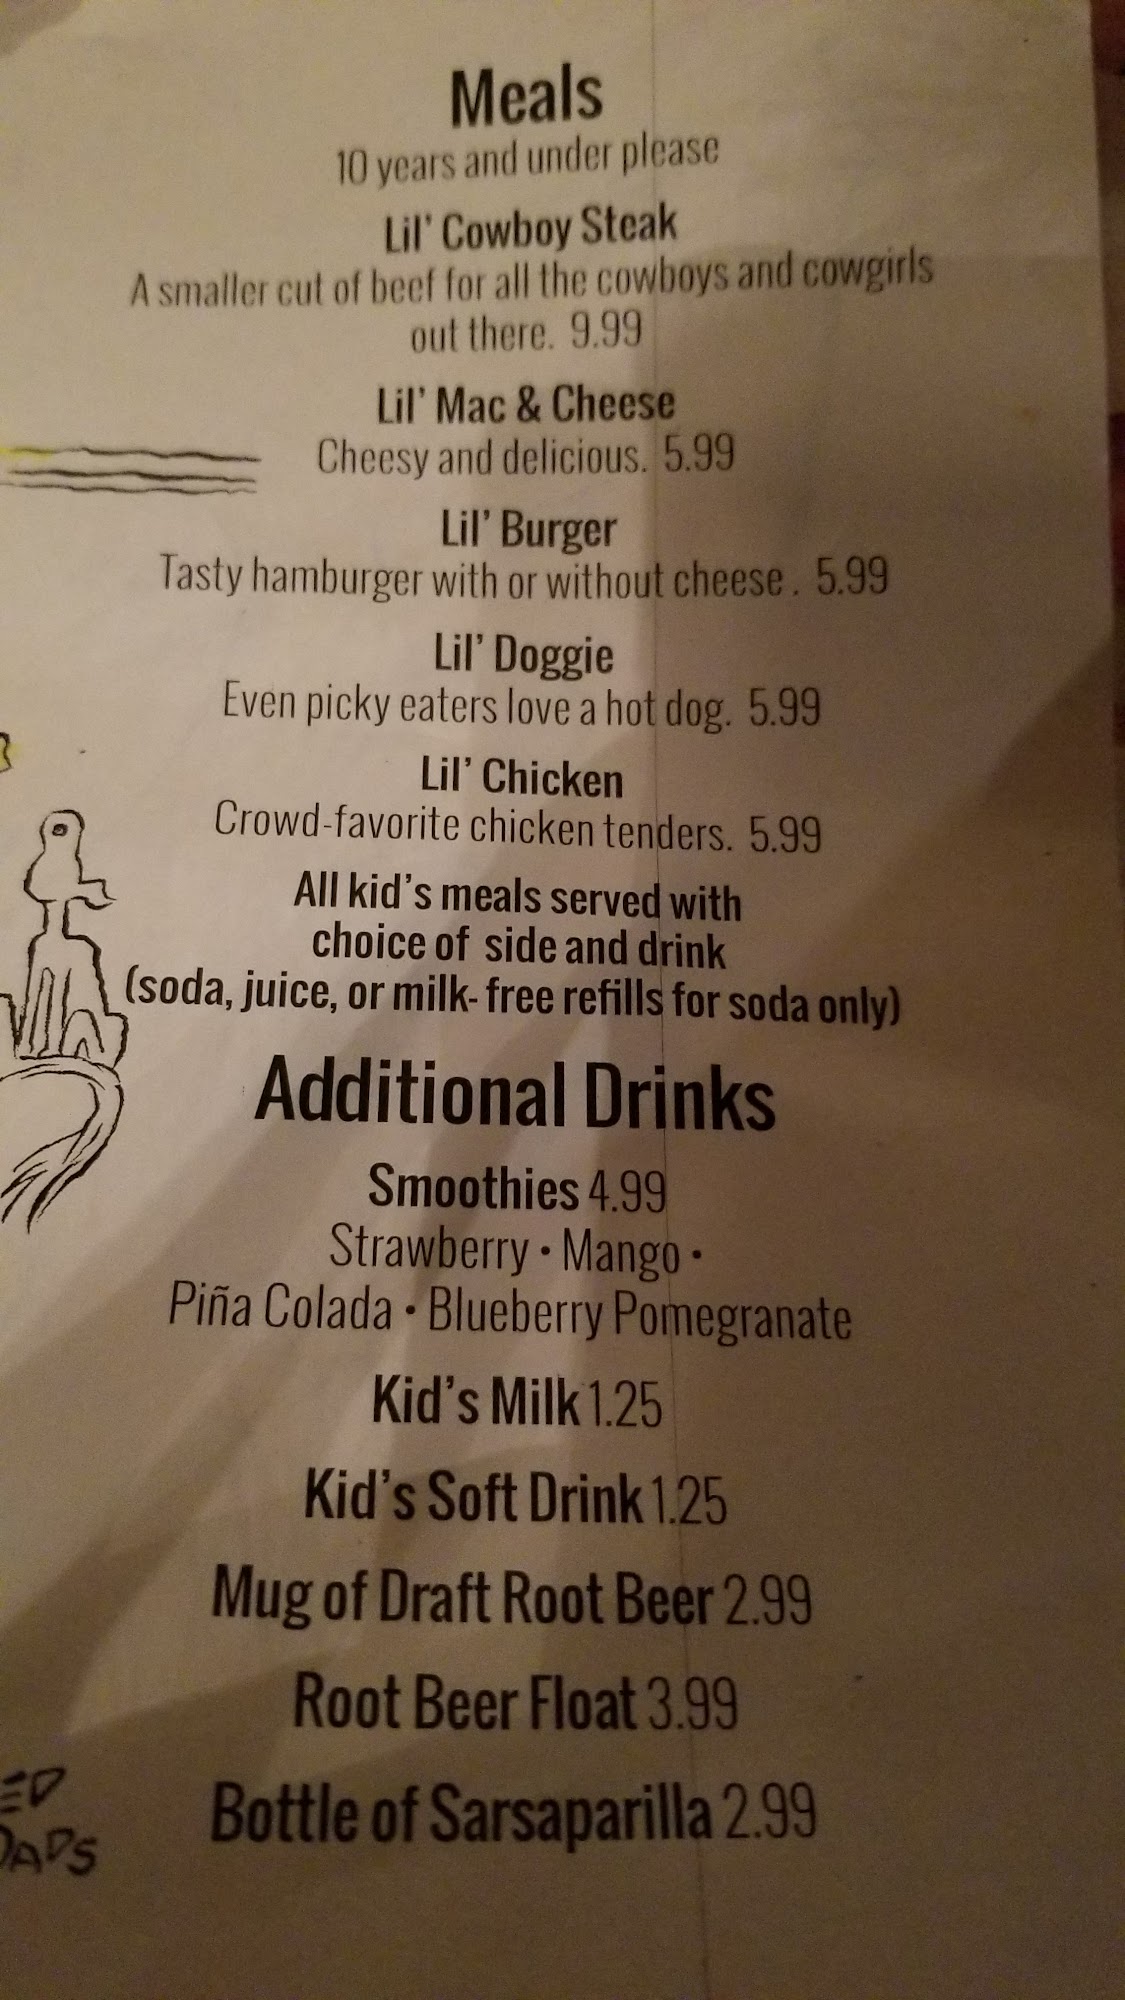 Meals
10 years and under please
Lil' Cowboy Steak
A smaller cut of beef for all the cowboys and cowgirls
out there. 9.99
Lil' Mac & Cheese
Cheesy and delicious. 5.99
Lil' Burger
Tasty hamburger with or without cheese . 5.99
Lil' Doggie
Even picky eaters love a hot dog. 5.99
Lil' Chicken
Crowd-favorite chicken tenders. 5.99
All kid's meals served with
choice of side and drink
(soda, juice, or milk- free refills for soda only)
Additional Drinks
Smoothies 4.99
Strawberry • Mango •
Piña Colada • Blueberry Pomegranate
Kid's Milk 1.25
Kid's Soft Drink 1.25
Mug of Draft Root Beer 2.99
Root Beer Float 3.99
Bottle of Sarsaparilla 2.99